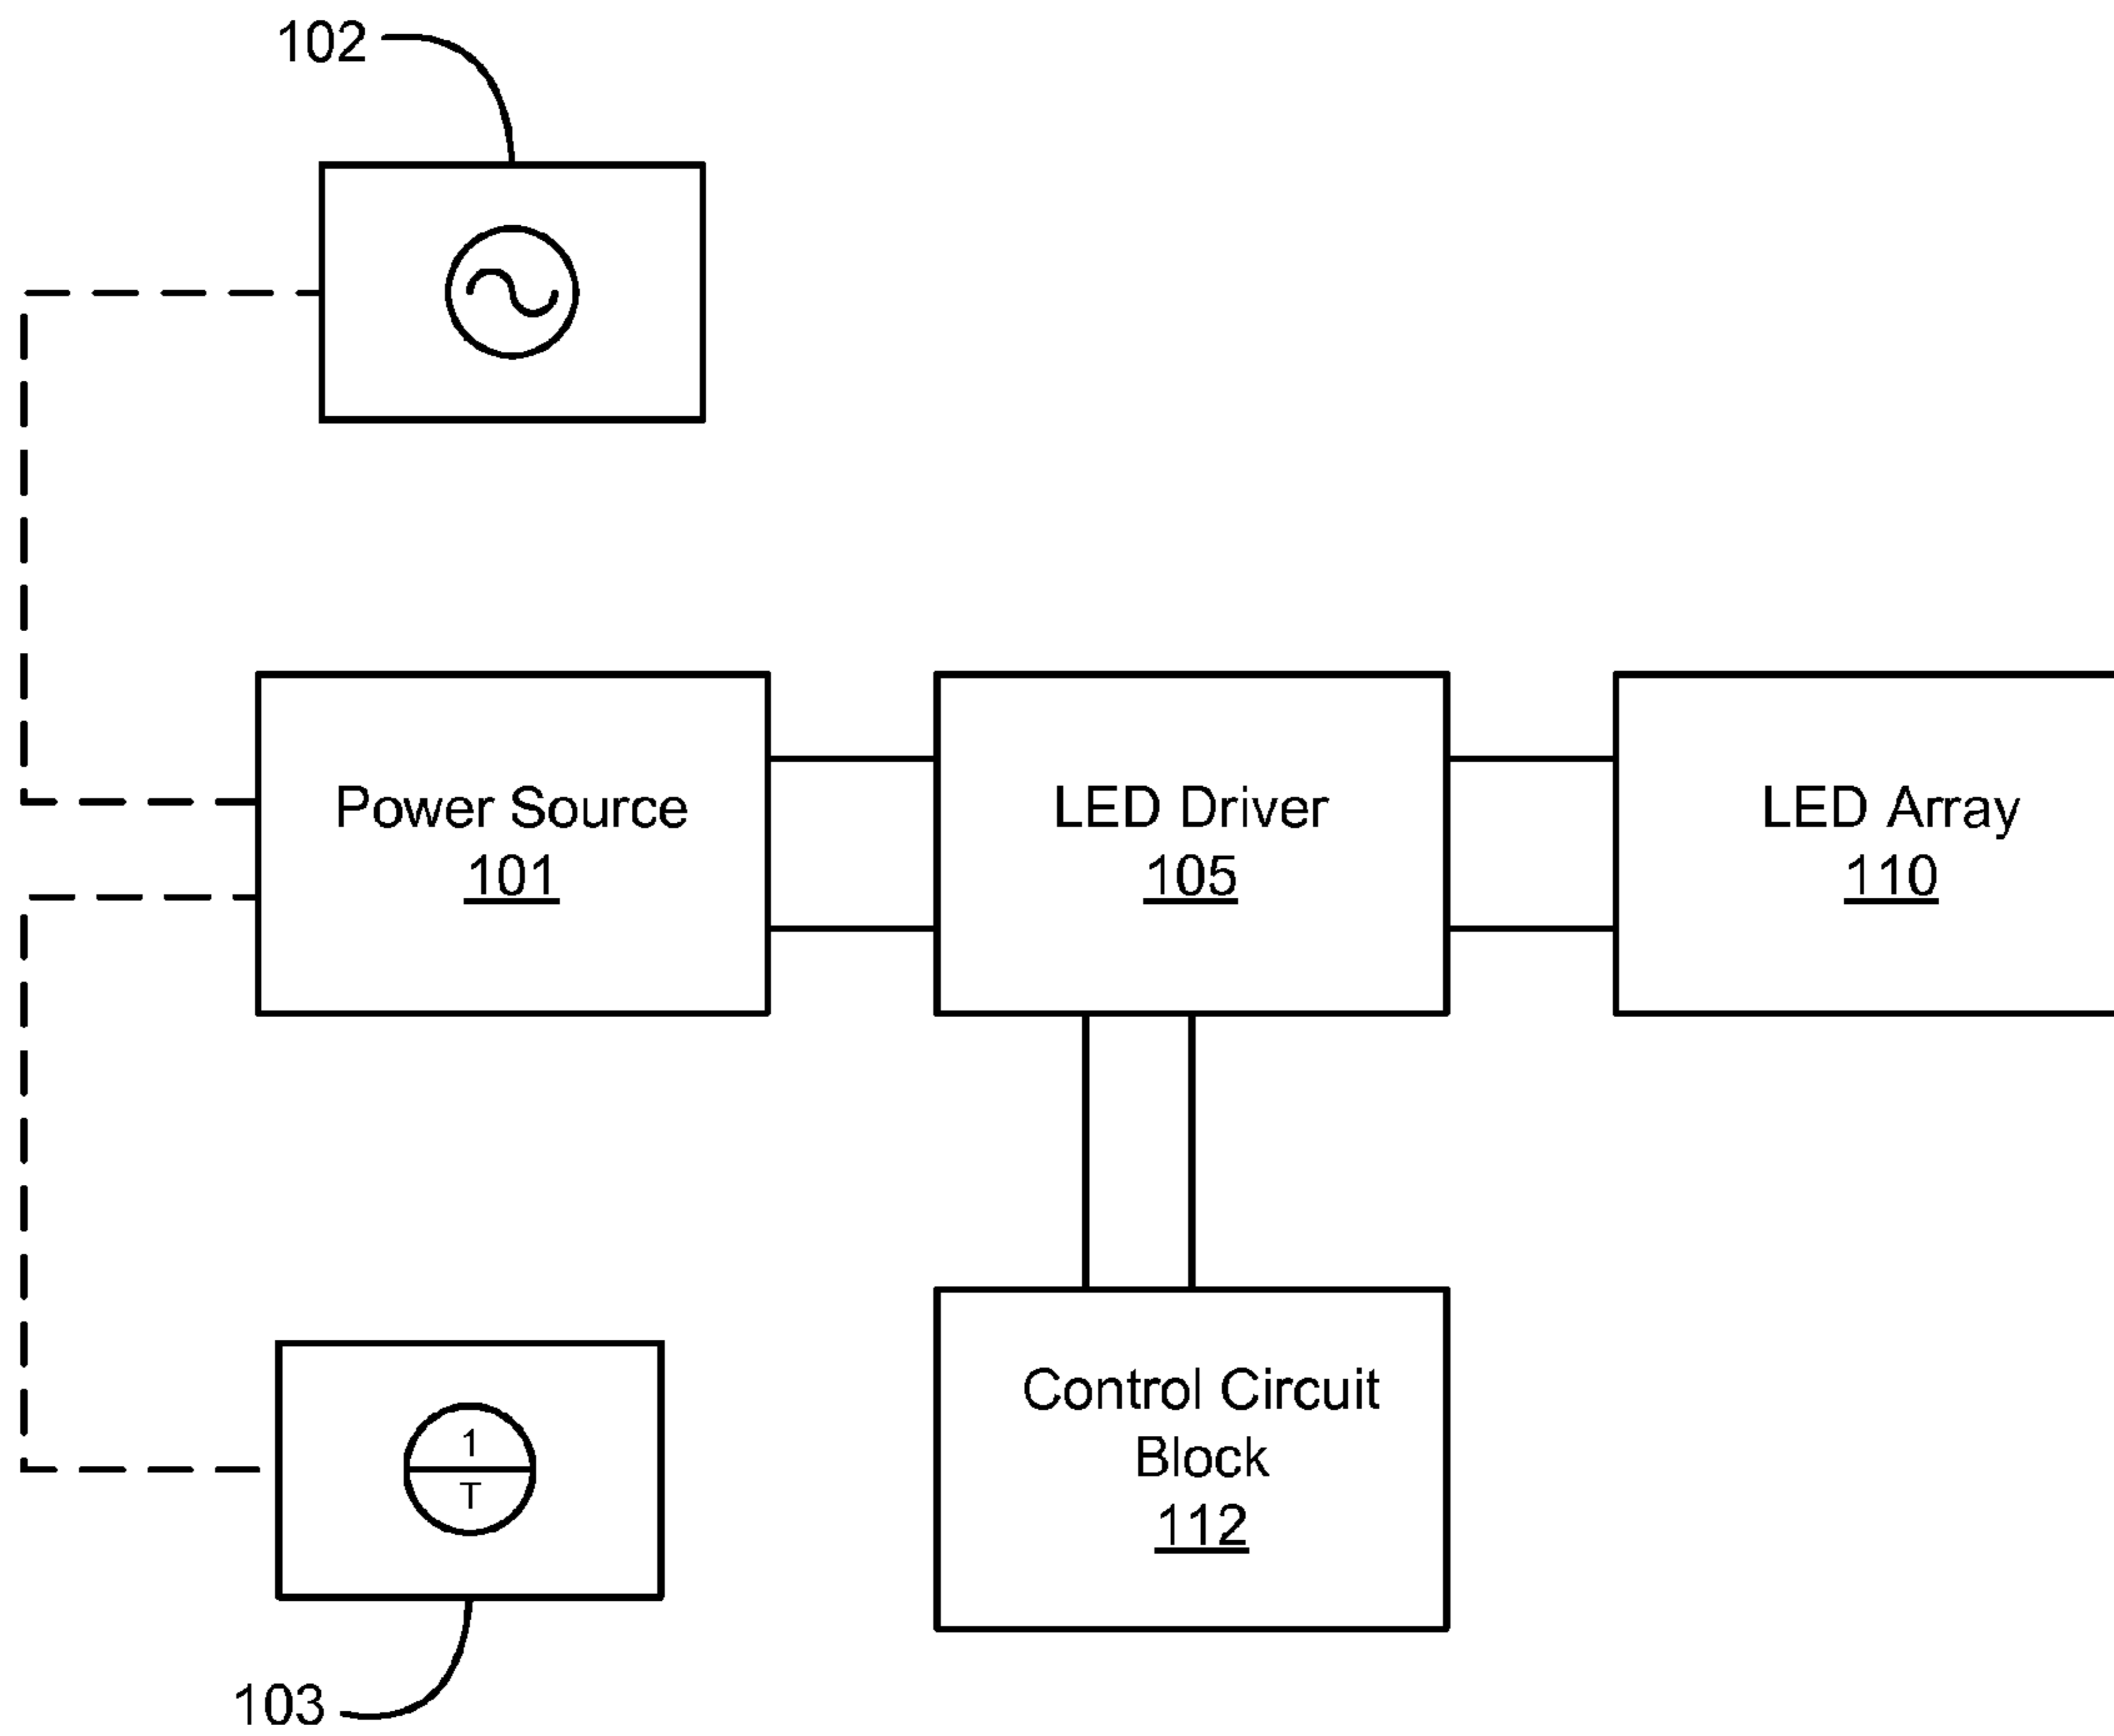 102
Power Source
101
LED Driver
105
LED Array
110
Control Circuit
Block
112
1
T
103